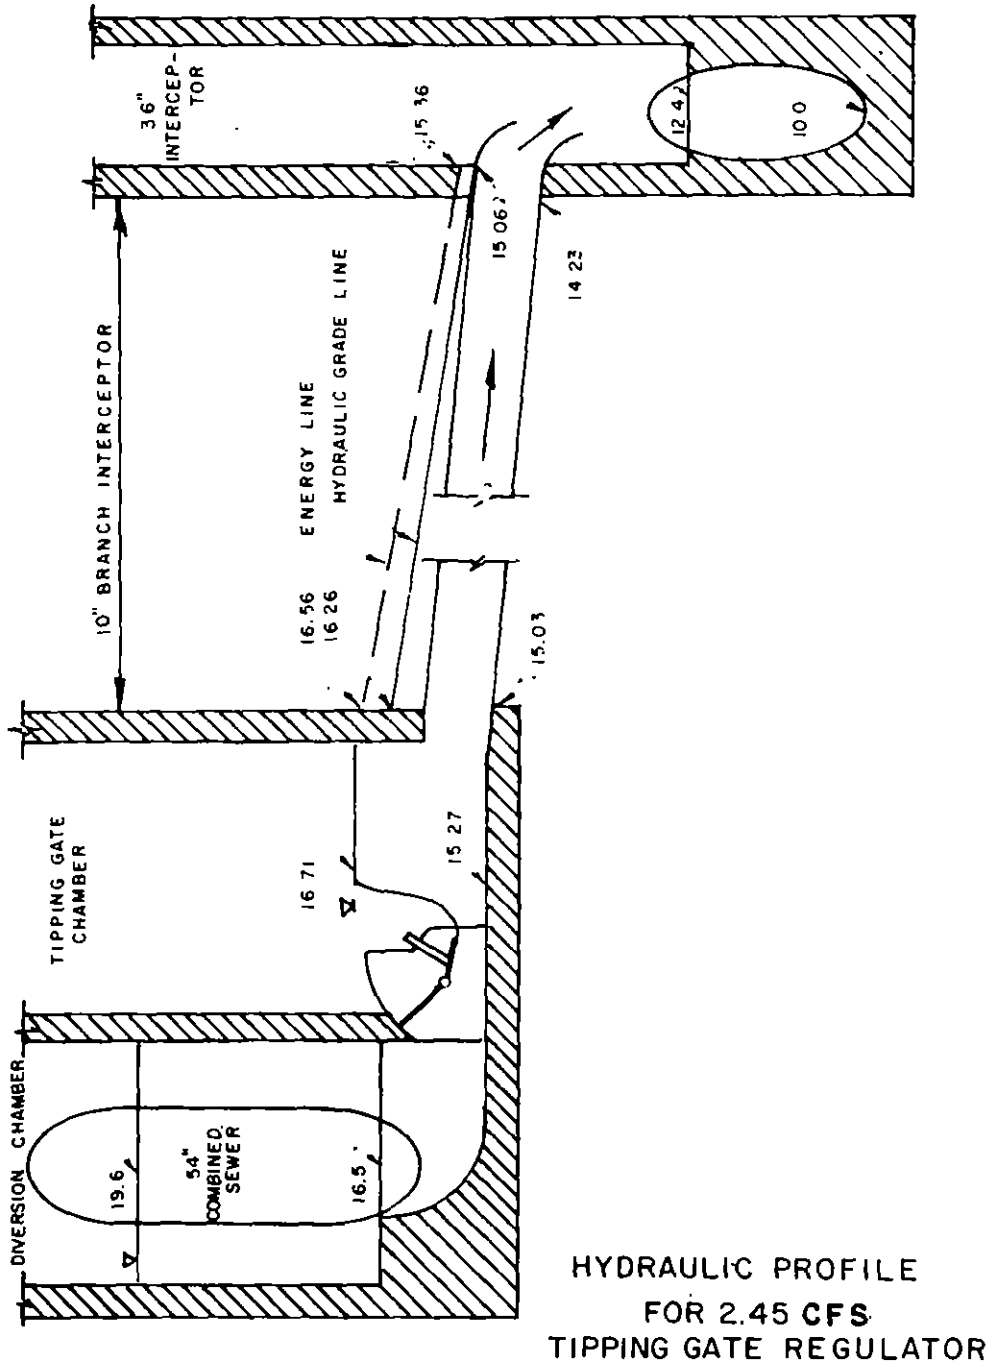 DIVERSION CHAMBER
19.6
54"
COMBINED
SEWER
16.5
TIPPING GATE
CHAMBER
16.71
15.27
10" BRANCH INTERCEPTOR
16.56
16.26
ENERGY LINE
HYDRAULIC GRADE LINE
15.03
36"
INTERCEP-
TOR
15.36
15.06
14.23
12.4
10.0
HYDRAULIC PROFILE
FOR 2.45 CFS
TIPPING GATE REGULATOR